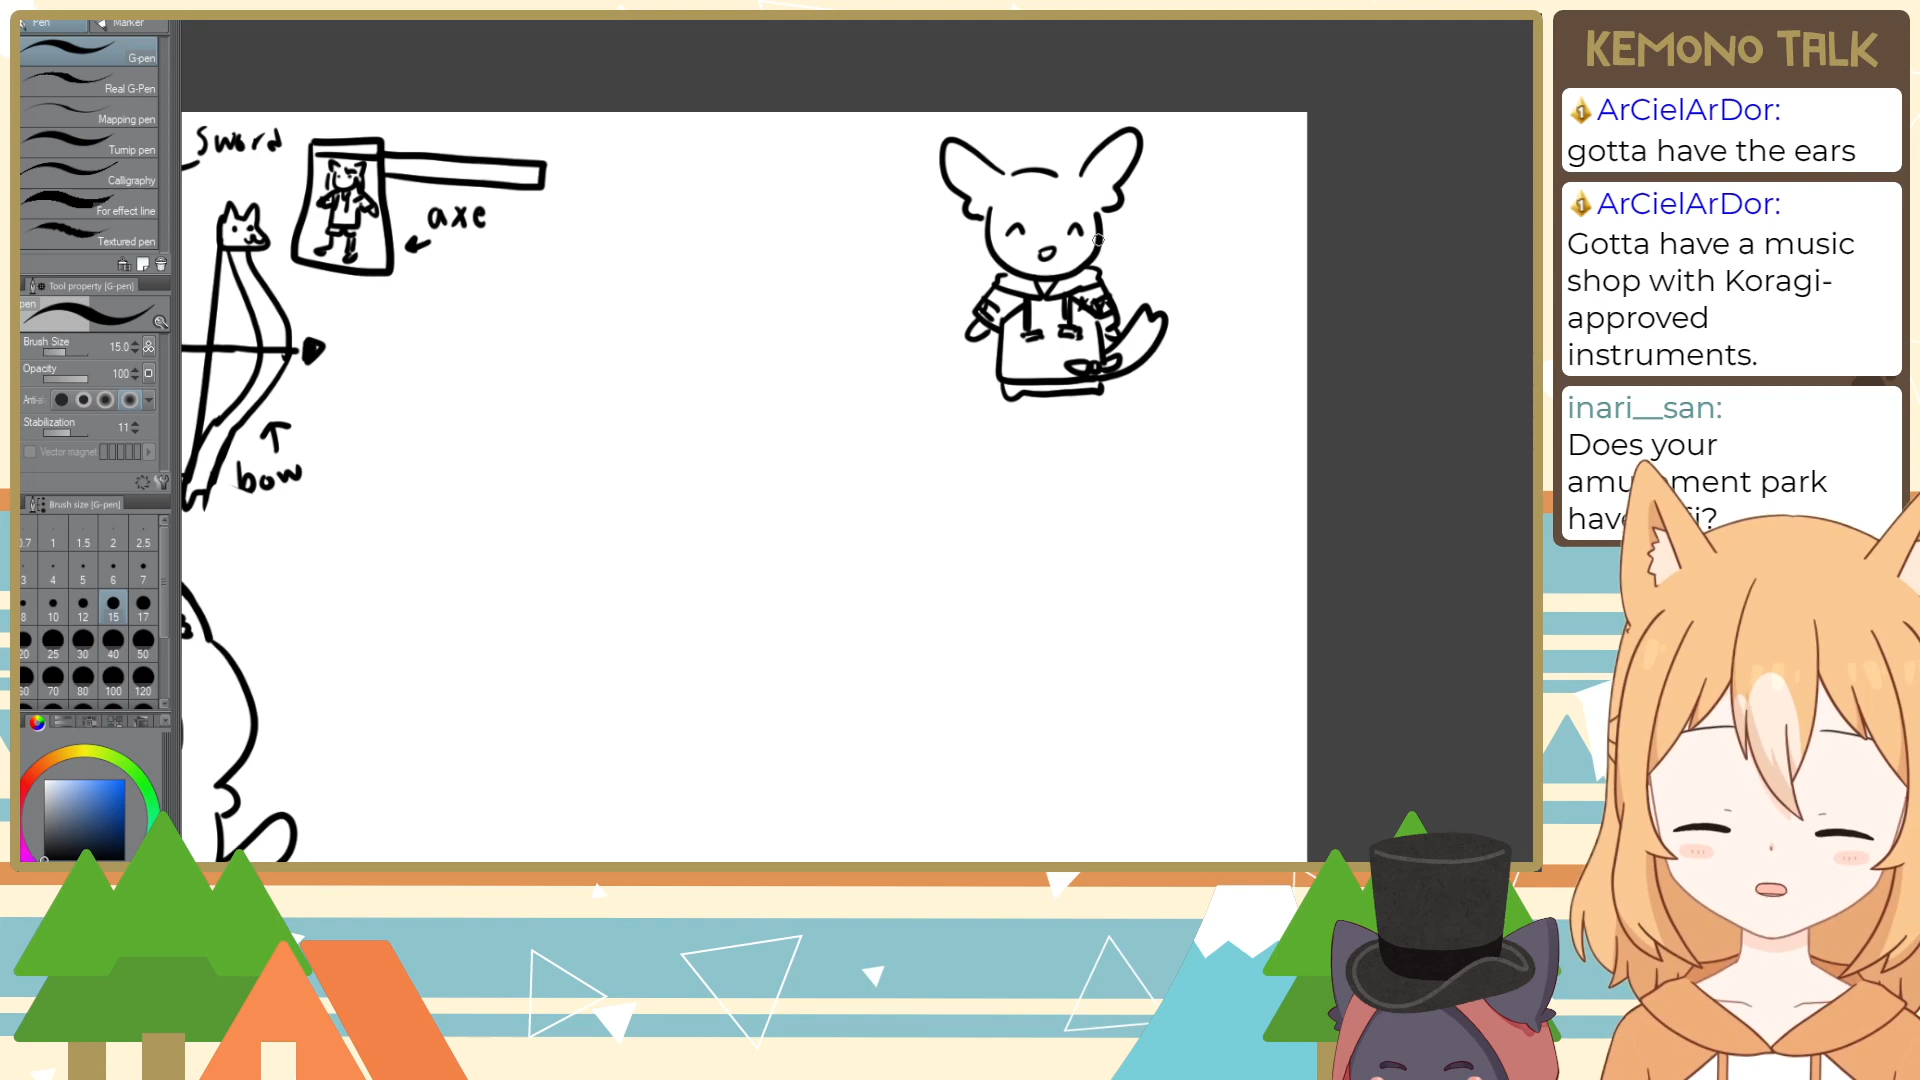 Pen
Marker
G-pen
Real G-Pen
Mapping pen
Turnip pen
Calligraphy
For effect line
Textured pen
Tool property [G-pen]
pen
Brush Size 15.0
Opacity 100
Anti-a
Stabilization 11
Vector magnet
Brush size [G-pen]
0.7 1 1.5 2 2.5
3 4 5 6 7
8 10 12 15 17
20 25 30 40 50
60 70 80 100 120
Sword
axe
bow
KEMONO TALK
ArCielArDor:
gotta have the ears
ArCielArDor:
Gotta have a music
shop with Koragi-
approved
instruments.
inari__san:
Does your
park
?